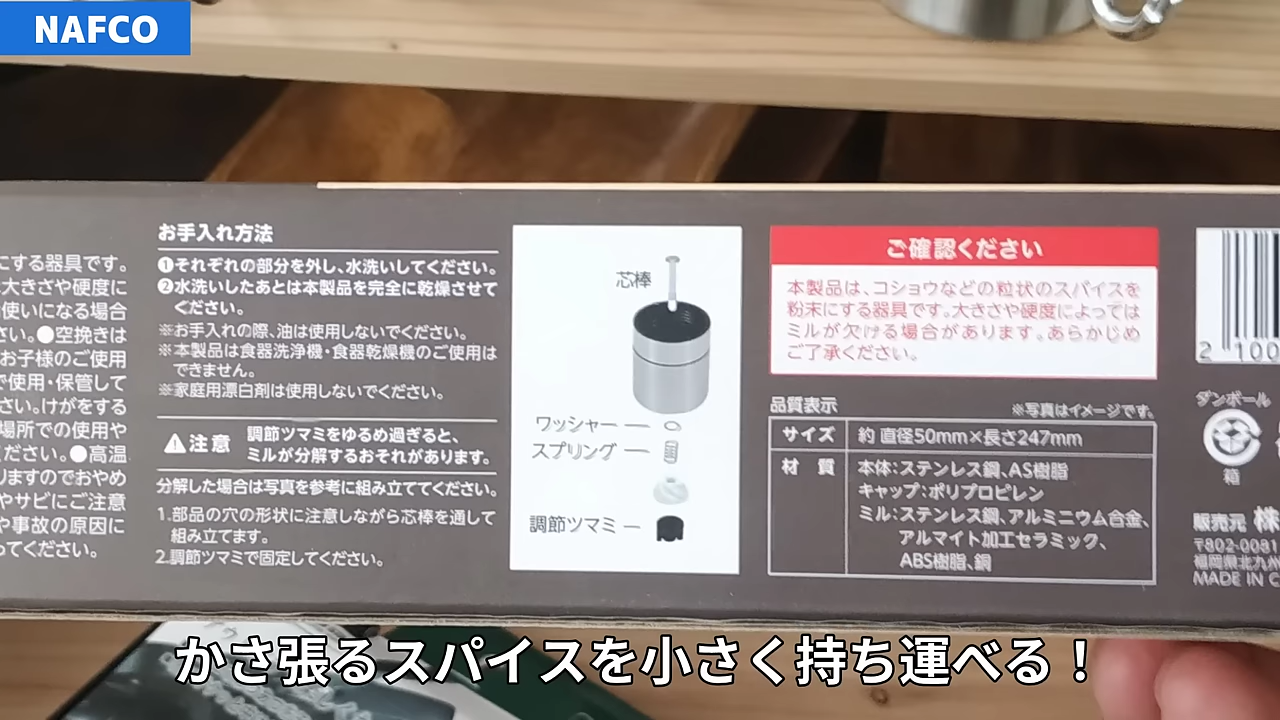 NAFCO
にする器具です。
大きさや硬度に
使いになる場合
さい。●空挽きは
お子様のご使用
で使用・保管して
さい。けがをする
場所での使用や
ください。●高温
りますのでおやめ
やサビにご注意
や事故の原因に
ってください。
お手入れ方法
❶それぞれの部分を外し、水洗いしてください。
❷水洗いしたあとは本製品を完全に乾燥させて
ください。
※お手入れの際、油は使用しないでください。
※本製品は食器洗浄機・食器乾燥機のご使用は
できません。
※家庭用漂白剤は使用しないでください。
⚠注意
調節ツマミをゆるめ過ぎると、
ミルが分解するおそれがあります。
分解した場合は写真を参考に組み立ててください。
1.部品の穴の形状に注意しながら芯棒を通して
組み立てます。
2.調節ツマミで固定してください。
芯棒
ワッシャー
スプリング
調節ツマミ
ご確認ください
本製品は、コショウなどの粒状のスパイスを
粉末にする器具です。大きさや硬度によっては
ミルが欠ける場合があります。あらかじめ
ご了承ください。
品質表示
※写真はイメージです。
サイズ 約 直径50mm×長さ247mm
材質 本体:ステンレス鋼、AS樹脂
キャップ:ポリプロピレン
ミル:ステンレス鋼、アルミニウム合金、
アルマイト加工セラミック、
ABS樹脂、銅
2 100
ダンボール
箱
販売元 株
〒802-0081
福岡県北九州
MADE IN C
かさ張るスパイスを小さく持ち運べる！